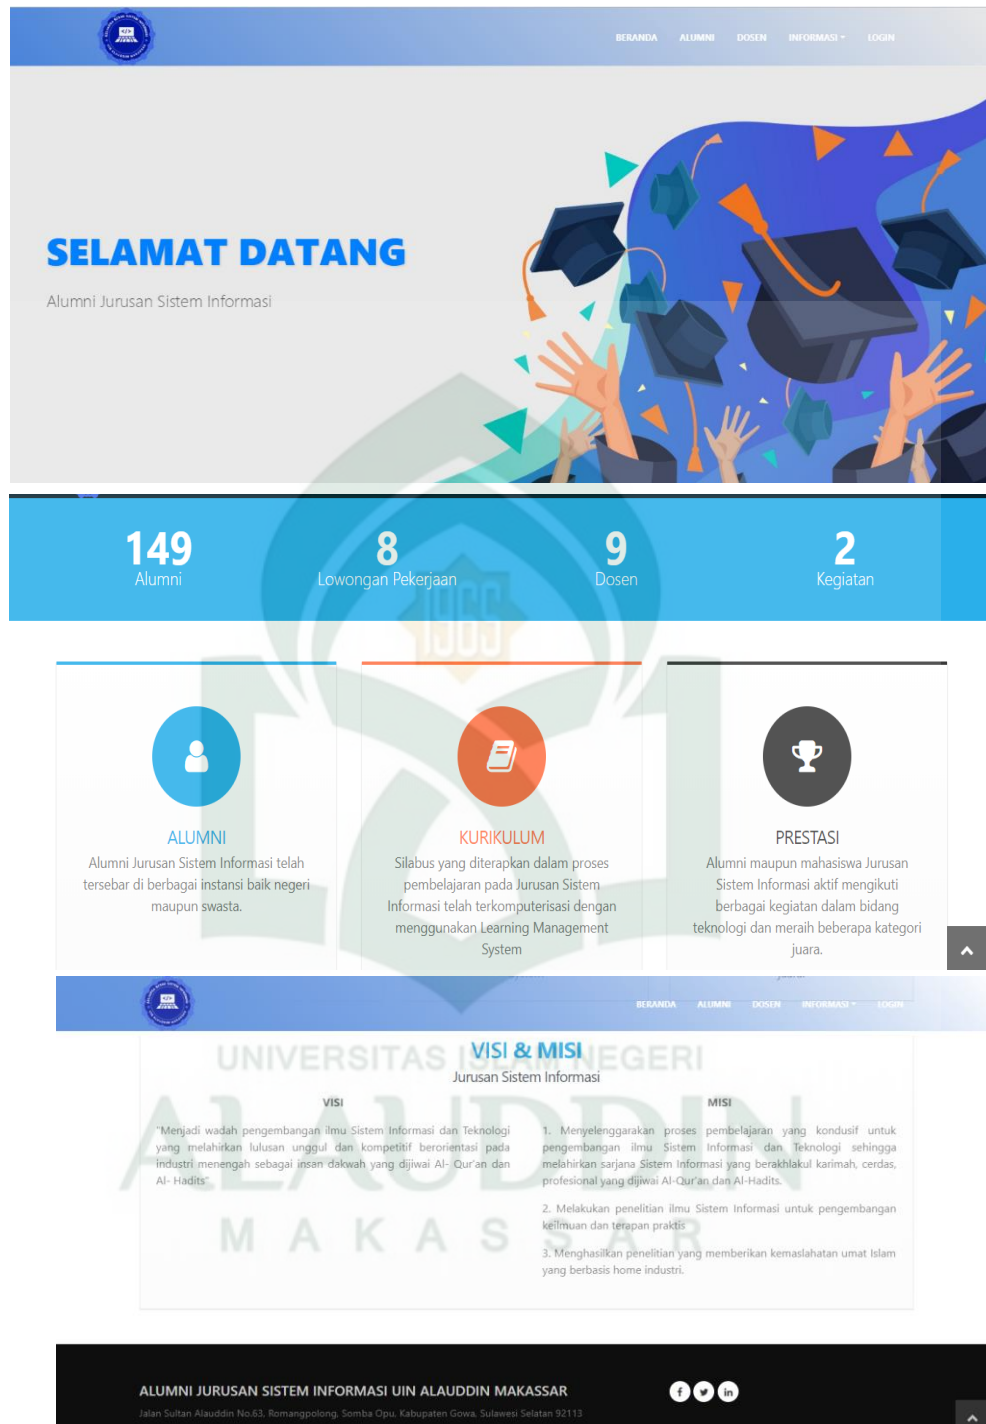 BERANDA ALUMNI DOSEN INFORMASI LOGIN
SELAMAT DATANG
Alumni Jurusan Sistem Informasi
149 8 9 2
Alumni Lowongan Pekerjaan Dosen Kegiatan
1965
ALUMNI
Alumni Jurusan Sistem Informasi telah
tersebar di berbagai instansi baik negeri
maupun swasta.
KURIKULUM
Silabus yang diterapkan dalam proses
pembelajaran pada Jurusan Sistem
Informasi telah terkomputerisasi dengan
menggunakan Learning Management
System
PRESTASI
Alumni maupun mahasiswa Jurusan
Sistem Informasi aktif mengikuti
berbagai kegiatan dalam bidang
teknologi dan meraih beberapa kategori
juara.
BERANDA ALUMNI DOSEN INFORMASI LOGIN
UNIVERSITAS ISLAM NEGERI
ALAUDDIN
MAKASSAR
VISI & MISI
Jurusan Sistem Informasi
VISI
"Menjadi wadah pengembangan ilmu Sistem Informasi dan Teknologi
yang melahirkan lulusan unggul dan kompetitif berorientasi pada
industri menengah sebagai insan dakwah yang dijiwai Al- Qur'an dan
Al- Hadits"
MISI
1. Menyelenggarakan proses pembelajaran yang kondusif untuk
pengembangan ilmu Sistem Informasi dan Teknologi sehingga
melahirkan sarjana Sistem Informasi yang berakhlakul karimah, cerdas,
profesional yang dijiwai Al-Qur'an dan Al-Hadits.
2. Melakukan penelitian ilmu Sistem Informasi untuk pengembangan
keilmuan dan terapan praktis
3. Menghasilkan penelitian yang memberikan kemaslahatan umat Islam
yang berbasis home industri.
ALUMNI JURUSAN SISTEM INFORMASI UIN ALAUDDIN MAKASSAR
Jalan Sultan Alauddin No.63, Romangpolong, Somba Opu, Kabupaten Gowa, Sulawesi Selatan 92113